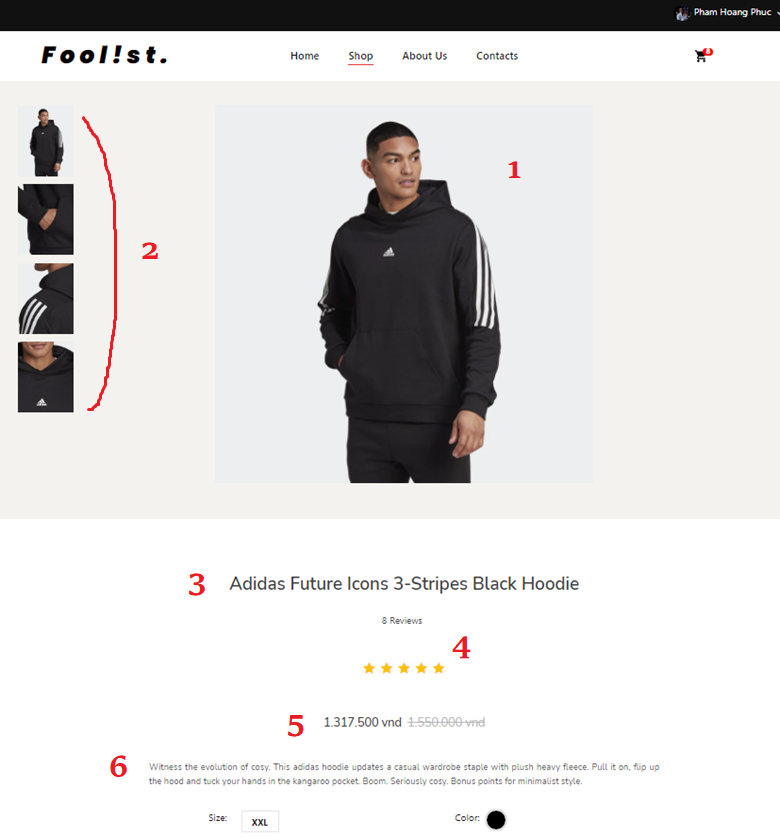 Pham Hoang Phuc
Fool!st.
Home Shop About Us Contacts
8
1
2
3 Adidas Future Icons 3-Stripes Black Hoodie
8 Reviews
4
5 1.317.500 vnd 1.550.000 vnd
6 Witness the evolution of cosy. This adidas hoodie updates a casual wardrobe staple with plush heavy fleece. Pull it on, flip up
the hood and tuck your hands in the kangaroo pocket. Boom. Seriously cosy. Bonus points for minimalist style.
Size: XXL Color: